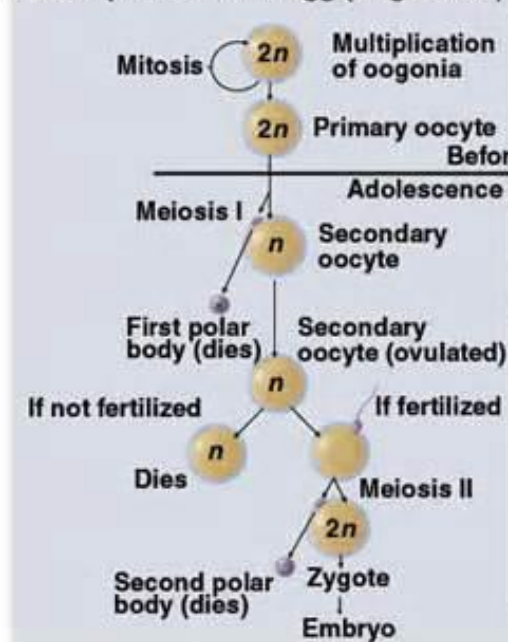 2n
Multiplication
of oogonia
Mitosis
2n
Primary oocyte
Adolescence
Meiosis I
n
Secondary
oocyte
First polar
body (dies)
Secondary
oocyte (ovulated)
n
If not fertilized
If fertilized
n
Dies
Meiosis II
2n
Second polar
body (dies)
Zygote
Embryo